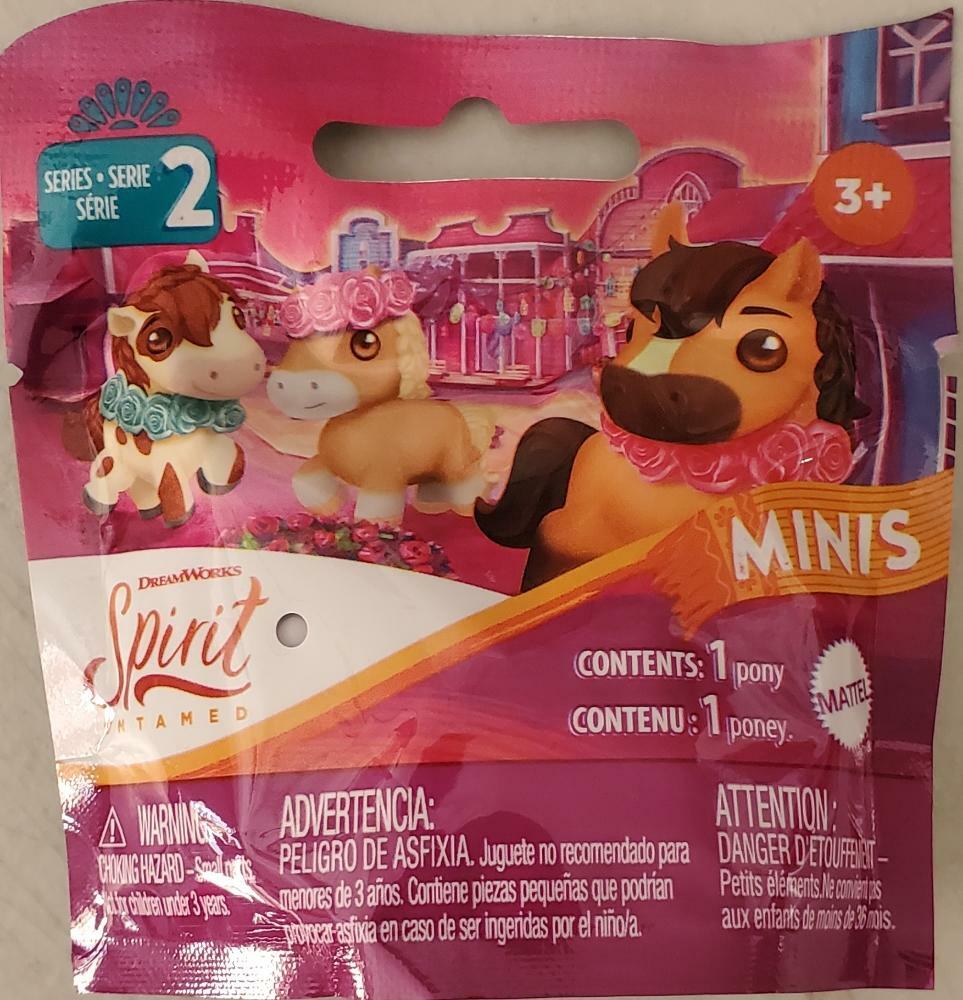 SERIES • SERIE
SÉRIE
2
3+
MINIS
DREAMWORKS
Spirit
NTAMED
CONTENTS: 1 pony
CONTENU : 1 poney.
MATTEL
®
WARNING
CHOKING HAZARD – Small parts
for children under 3 years.
ADVERTENCIA:
PELIGRO DE ASFIXIA. Juguete no recomendado para
menores de 3 años. Contiene piezas pequeñas que podrían
provocar asfixia en caso de ser ingeridas por el niño/a.
ATTENTION :
DANGER D'ÉTOUFFEMENT –
Petits éléments. Ne convient pas
aux enfants de moins de 36 mois.